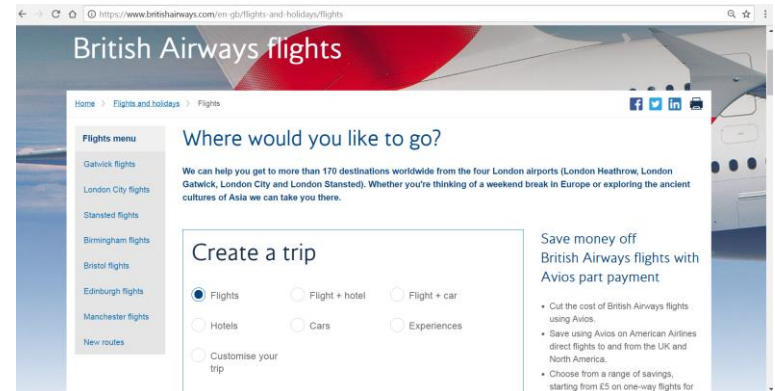 https://www.britishairways.com/en-gb/flights-and-holidays/flights
British Airways flights
Home > Flights and holidays > Flights
Flights menu
Gatwick flights
London City flights
Stansted flights
Birmingham flights
Bristol flights
Edinburgh flights
Manchester flights
New routes
Where would you like to go?
We can help you get to more than 170 destinations worldwide from the four London airports (London Heathrow, London
Gatwick, London City and London Stansted). Whether you're thinking of a weekend break in Europe or exploring the ancient
cultures of Asia we can take you there.
Create a trip
Flights
Flight + hotel
Flight + car
Hotels
Cars
Experiences
Customise your
trip
Save money off
British Airways flights with
Avios part payment
• Cut the cost of British Airways flights
using Avios.
• Save using Avios on American Airlines
direct flights to and from the UK and
North America.
• Choose from a range of savings,
starting from £5 on one-way flights for